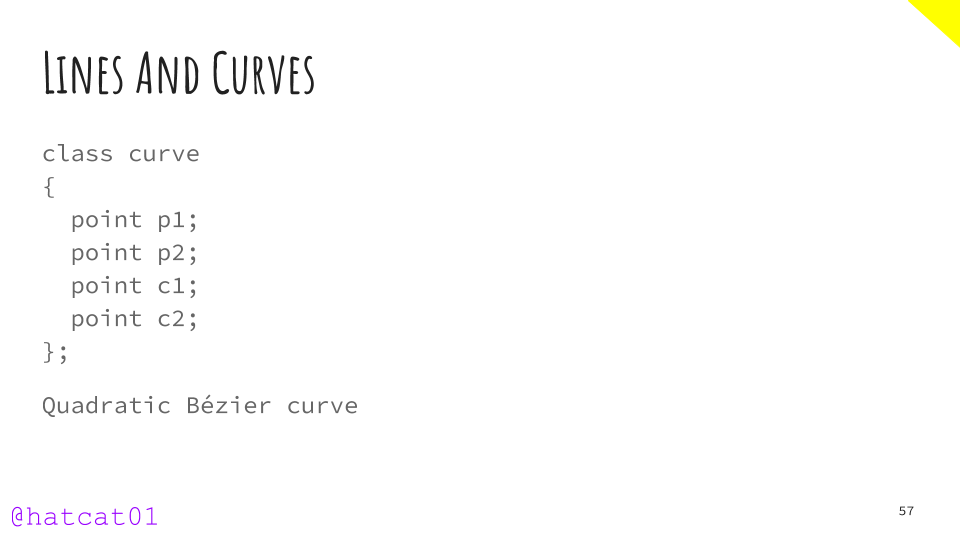 Lines And Curves
class curve
{
  point p1;
  point p2;
  point c1;
  point c2;
};
Quadratic Bézier curve
@hatcat01
57